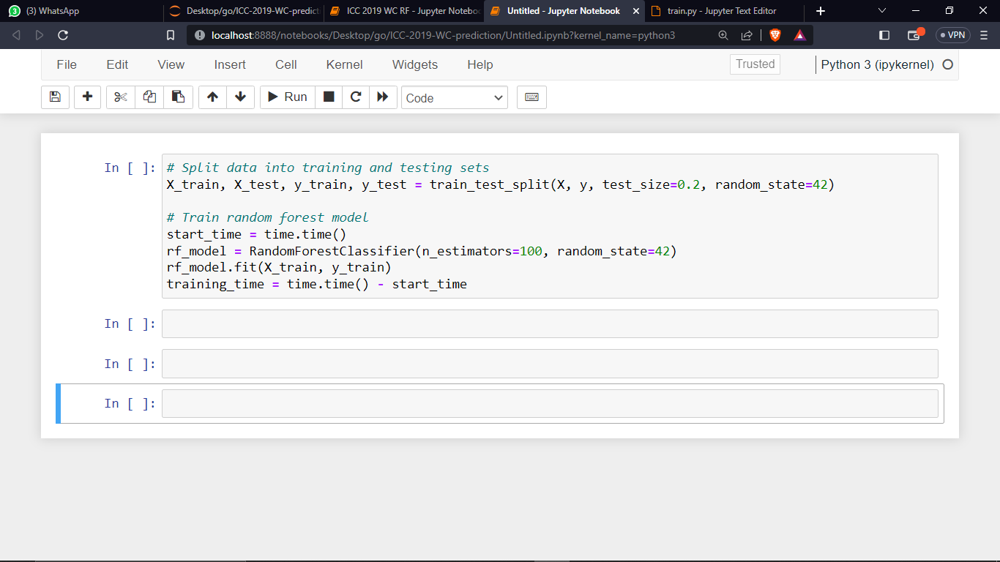 3 (3) WhatsApp
Desktop/go/ICC-2019-WC-predicti
ICC 2019 WC RF - Jupyter Noteboo
Untitled - Jupyter Notebook
train.py - Jupyter Text Editor
localhost:8888/notebooks/Desktop/go/ICC-2019-WC-prediction/Untitled.ipynb?kernel_name=python3
VPN
File Edit View Insert Cell Kernel Widgets Help
Trusted
Python 3 (ipykernel)
Run
Code
In [ ]:
# Split data into training and testing sets
X_train, X_test, y_train, y_test = train_test_split(X, y, test_size=0.2, random_state=42)
# Train random forest model
start_time = time.time()
rf_model = RandomForestClassifier(n_estimators=100, random_state=42)
rf_model.fit(X_train, y_train)
training_time = time.time() - start_time
In [ ]:
In [ ]:
In [ ]: